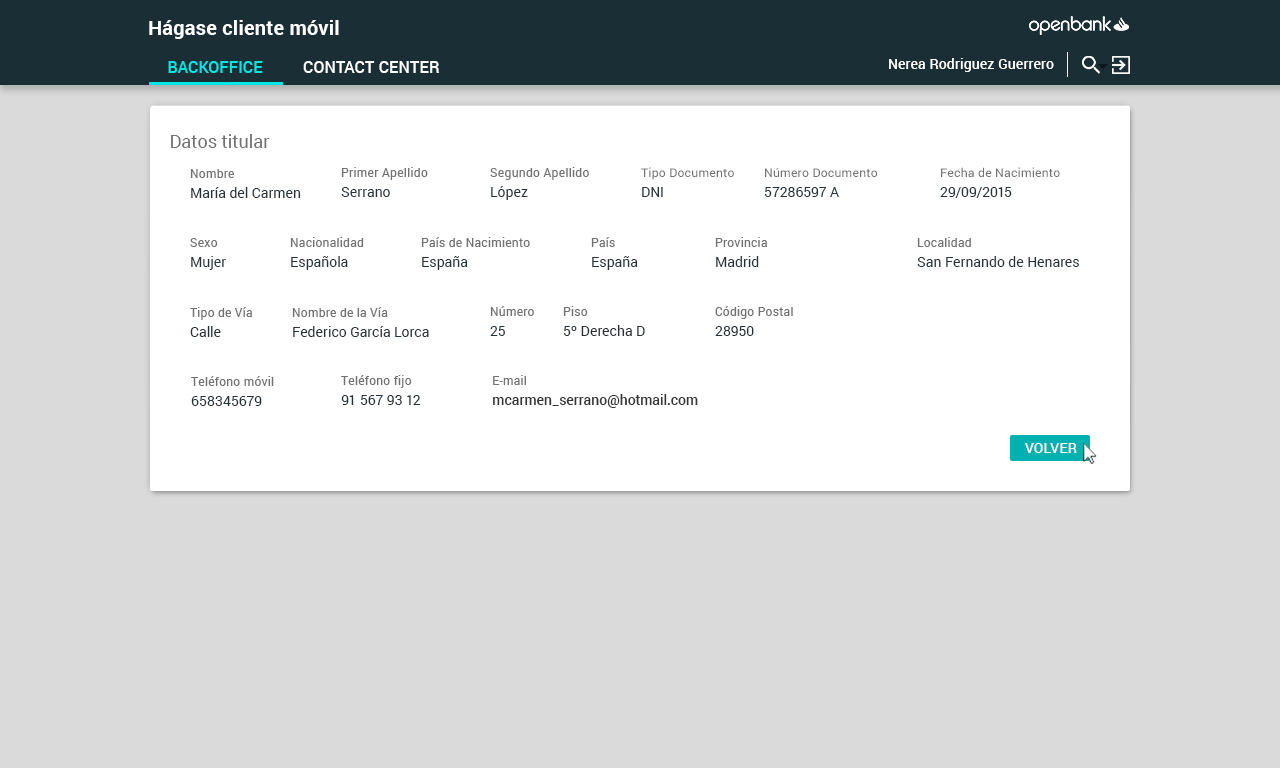 Hágase cliente móvil
openbank
BACKOFFICE CONTACT CENTER
Nerea Rodriguez Guerrero
Datos titular
Nombre Primer Apellido Segundo Apellido Tipo Documento Número Documento Fecha de Nacimiento
María del Carmen Serrano López DNI 57286597 A 29/09/2015
Sexo Nacionalidad País de Nacimiento País Provincia Localidad
Mujer Española España España Madrid San Fernando de Henares
Tipo de Vía Nombre de la Vía Número Piso Código Postal
Calle Federico García Lorca 25 5º Derecha D 28950
Teléfono móvil Teléfono fijo E-mail
658345679 91 567 93 12 mcarmen_serrano@hotmail.com
VOLVER